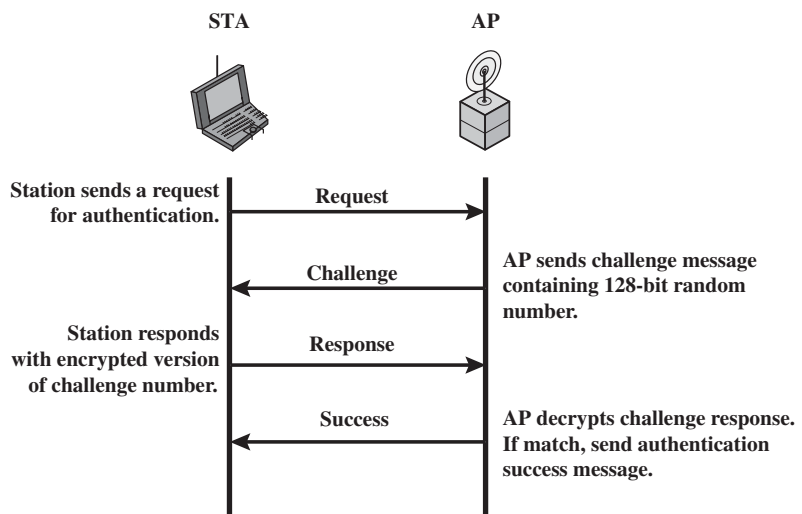 STA
AP
Station sends a request
for authentication.
Request
Challenge
AP sends challenge message
containing 128-bit random
number.
Station responds
with encrypted version
of challenge number.
Response
Success
AP decrypts challenge response.
If match, send authentication
success message.